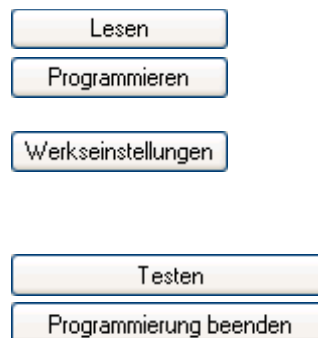 Lesen
Programmieren
Werkseinstellungen
Testen
Programmierung beenden